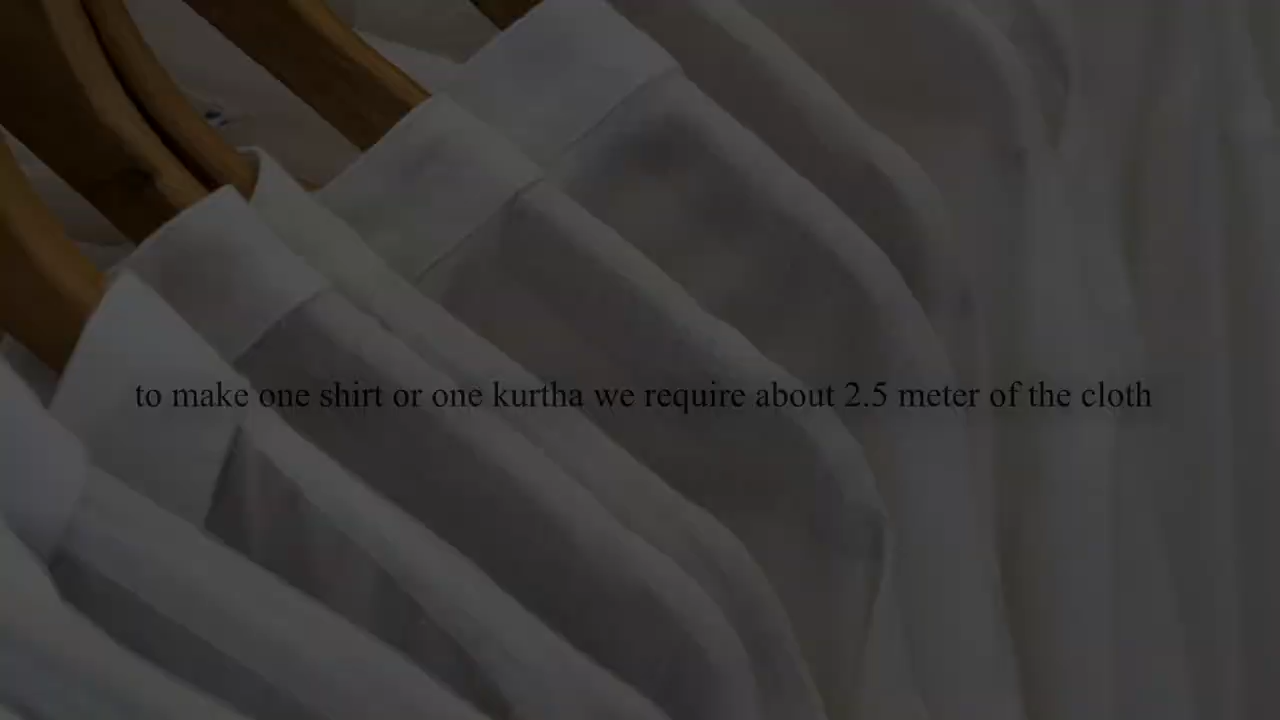 to make one shirt or one kurtha we require about 2.5 meter of the cloth